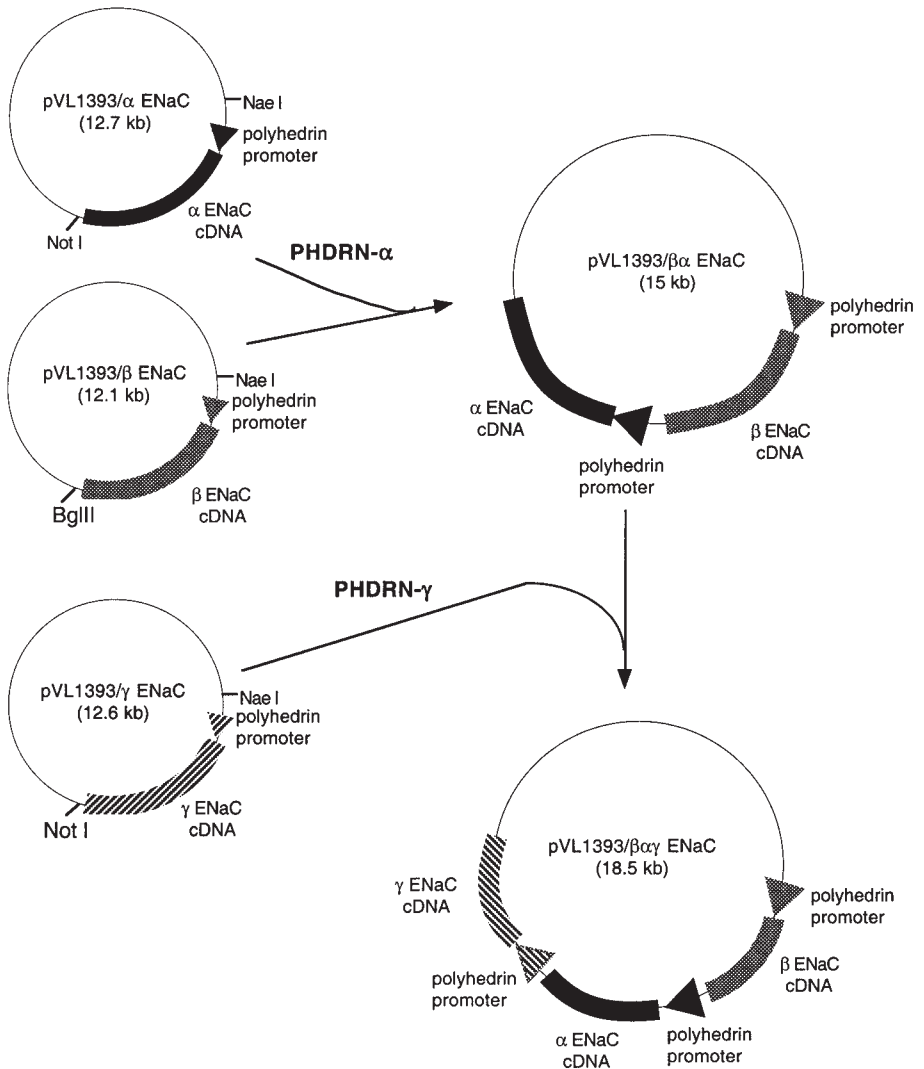 pVL1393/α ENaC
(12.7 kb)
Nae I
polyhedrin
promoter
α ENaC
cDNA
Not I
PHDRN-α
pVL1393/β ENaC
(12.1 kb)
Nae I
polyhedrin
promoter
β ENaC
cDNA
BglII
pVL1393/βα ENaC
(15 kb)
polyhedrin
promoter
α ENaC
cDNA
β ENaC
cDNA
polyhedrin
promoter
PHDRN-γ
pVL1393/γ ENaC
(12.6 kb)
Nae I
polyhedrin
promoter
γ ENaC
cDNA
Not I
pVL1393/βαγ ENaC
(18.5 kb)
γ ENaC
cDNA
polyhedrin
promoter
β ENaC
cDNA
polyhedrin
promoter
α ENaC
cDNA
polyhedrin
promoter